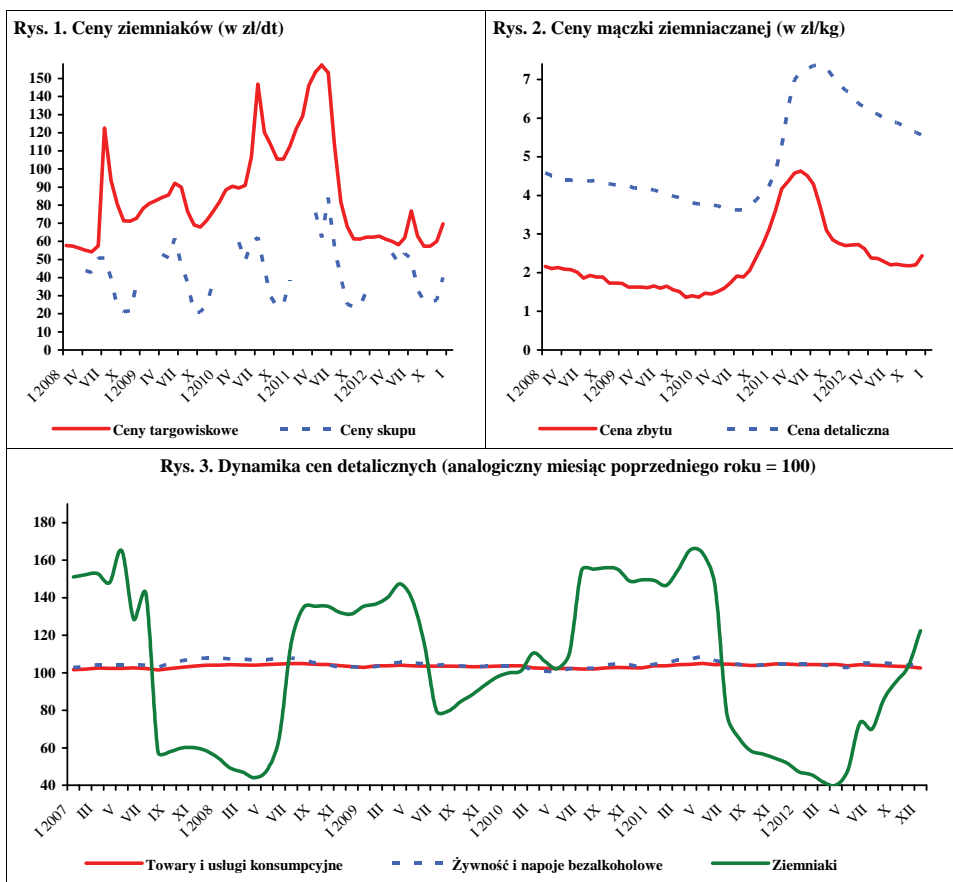 Rys. 1. Ceny ziemniaków (w zł/dt)
150
140
130
120
110
100
90
80
70
60
50
40
30
20
10
0
I 2008
IV
VII
X
I 2009
IV
VII
X
I 2010
IV
VII
X
I 2011
IV
VII
X
I 2012
IV
VII
X
I
Ceny targowiskowe
Ceny skupu
Rys. 2. Ceny mączki ziemniaczanej (w zł/kg)
7
6
5
4
3
2
1
0
I 2008
IV
VII
X
I 2009
IV
VII
X
I 2010
IV
VII
X
I 2011
IV
VII
X
I 2012
IV
VII
X
I
Cena zbytu
Cena detaliczna
Rys. 3. Dynamika cen detalicznych (analogiczny miesiąc poprzedniego roku = 100)
180
160
140
120
100
80
60
40
I 2007
III
V
VII
IX
XI
I 2008
III
V
VII
IX
XI
I 2009
III
V
VII
IX
XI
I 2010
III
V
VII
IX
XI
I 2011
III
V
VII
IX
XI
I 2012
III
V
VII
X
XII
Towary i usługi konsumpcyjne
Żywność i napoje bezalkoholowe
Ziemniaki